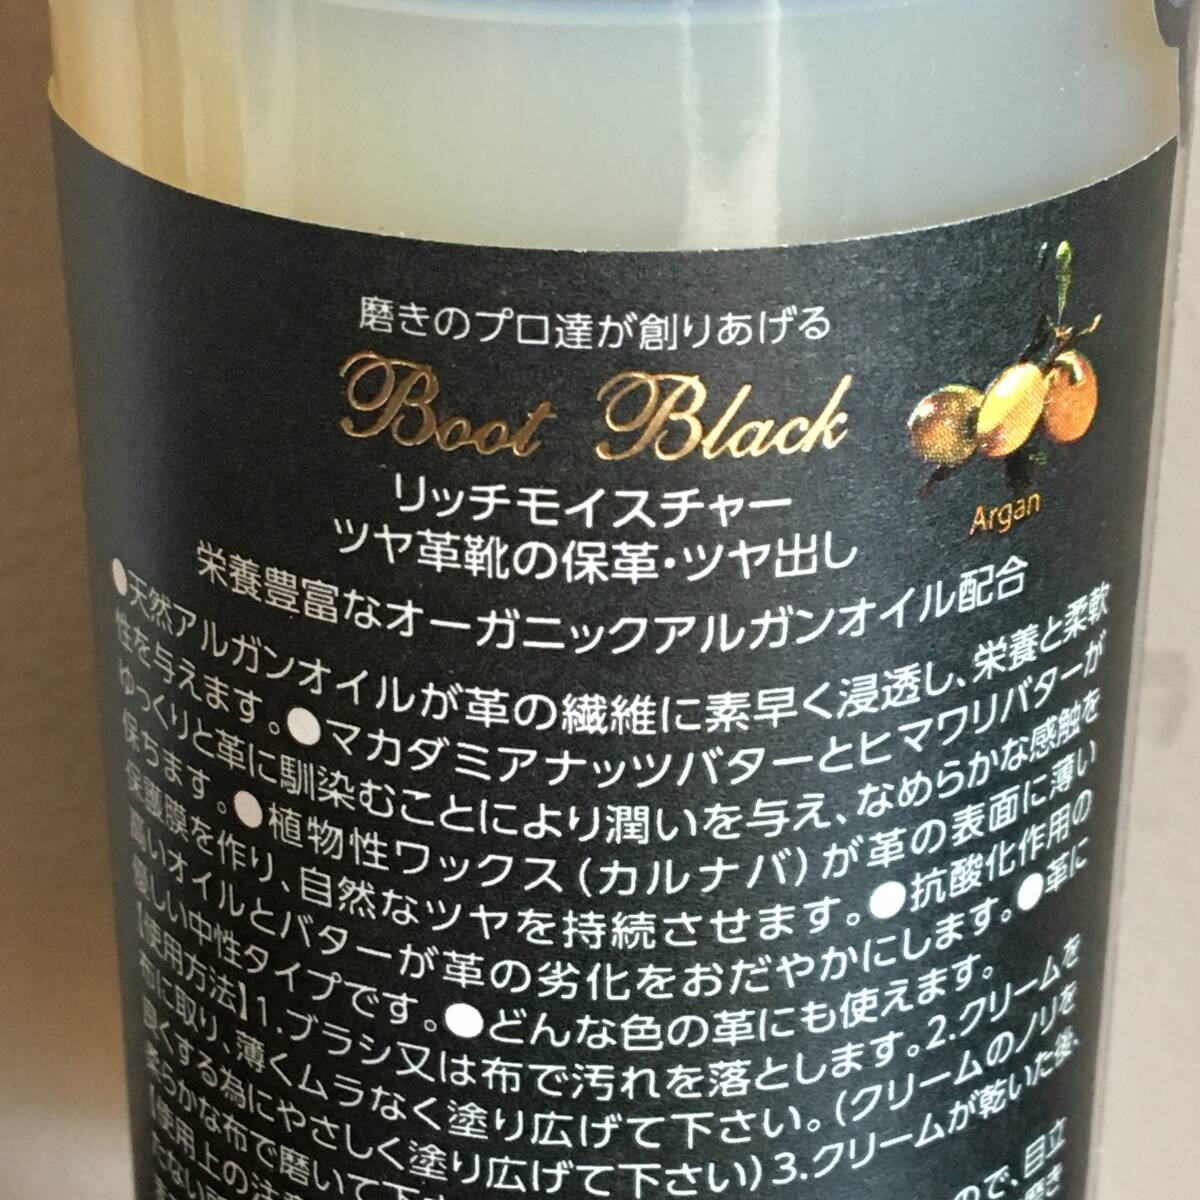 磨きのプロ達が創りあげる
Boot Black
Argan
リッチモイスチャー
ツヤ革靴の保革・ツヤ出し
栄養豊富なオーガニックアルガンオイル配合
●天然アルガンオイルが革の繊維に素早く浸透し、栄養と柔軟
性を与えます。●マカダミアナッツバターとヒマワリバターが
ゆっくりと革に馴染むことにより潤いを与え、なめらかな感触を
保ちます。●植物性ワックス(カルナバ)が革の表面に薄い
保護膜を作り、自然なツヤを持続させます。●抗酸化作用の
高いオイルとバターが革の劣化をおだやかにします。●革に
優しい中性タイプです。●どんな色の革にも使えます。
【使用方法】1.ブラシ又は布で汚れを落とします。2.クリームを
布に取り、薄くムラなく塗り広げて下さい。(クリームのノリを
良くする為にやさしく塗り広げて下さい)3.クリームが乾いた後、
柔らかな布で磨いて下さ
【使用上の注意 ので、目立
たない